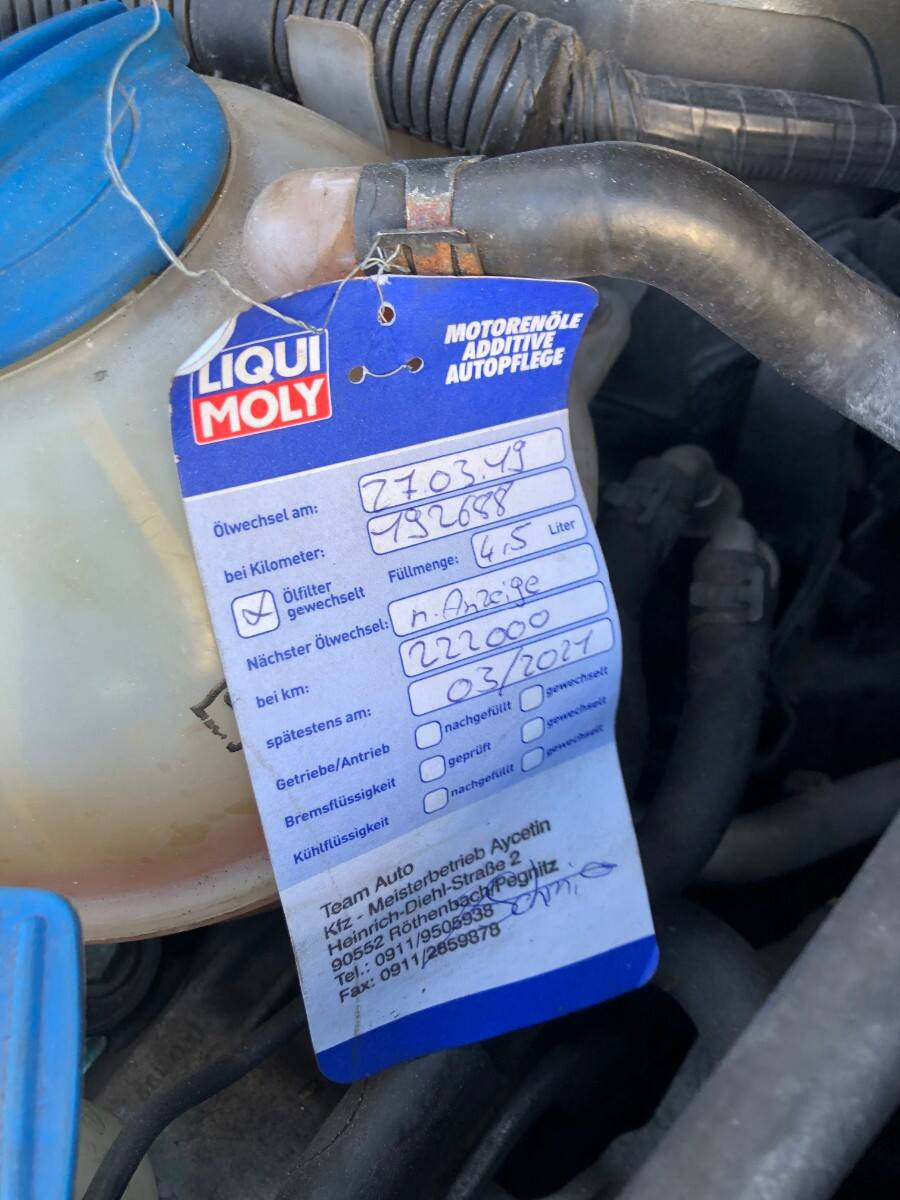 LIQUI
MOLY
MOTORENÖLE
ADDITIVE
AUTOPFLEGE
Ölwechsel am: 27.03.19
bei Kilometer: 192688
Ölfilter gewechselt Füllmenge: 4,5 Liter
Nächster Ölwechsel: n. Anzeige
bei km: 222000
spätestens am: 03/2021
Getriebe/Antrieb nachgefüllt gewechselt
Bremsflüssigkeit geprüft gewechselt
Kühlflüssigkeit nachgefüllt gewechselt
Team Auto
Kfz - Meisterbetrieb Aycetin
Heinrich-Diehl-Straße 2
90552 Röthenbach/Pegnitz
Tel.: 0911/9505938
Fax: 0911/2859878